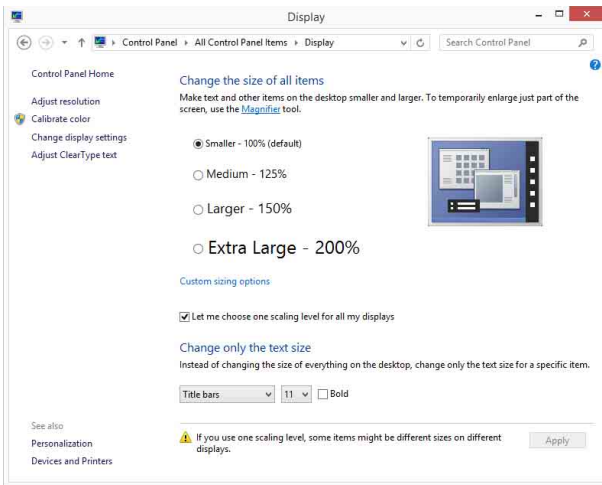 Display
Control Panel All Control Panel Items Display
Search Control Panel
Control Panel Home
Adjust resolution
Calibrate color
Change display settings
Adjust ClearType text
Change the size of all items
Make text and other items on the desktop smaller and larger. To temporarily enlarge just part of the
screen, use the Magnifier tool.
Smaller - 100% (default)
Medium - 125%
Larger - 150%
Extra Large - 200%
Custom sizing options
Let me choose one scaling level for all my displays
Change only the text size
Instead of changing the size of everything on the desktop, change only the text size for a specific item.
Title bars 11 Bold
See also
Personalization
Devices and Printers
If you use one scaling level, some items might be different sizes on different
displays.
Apply